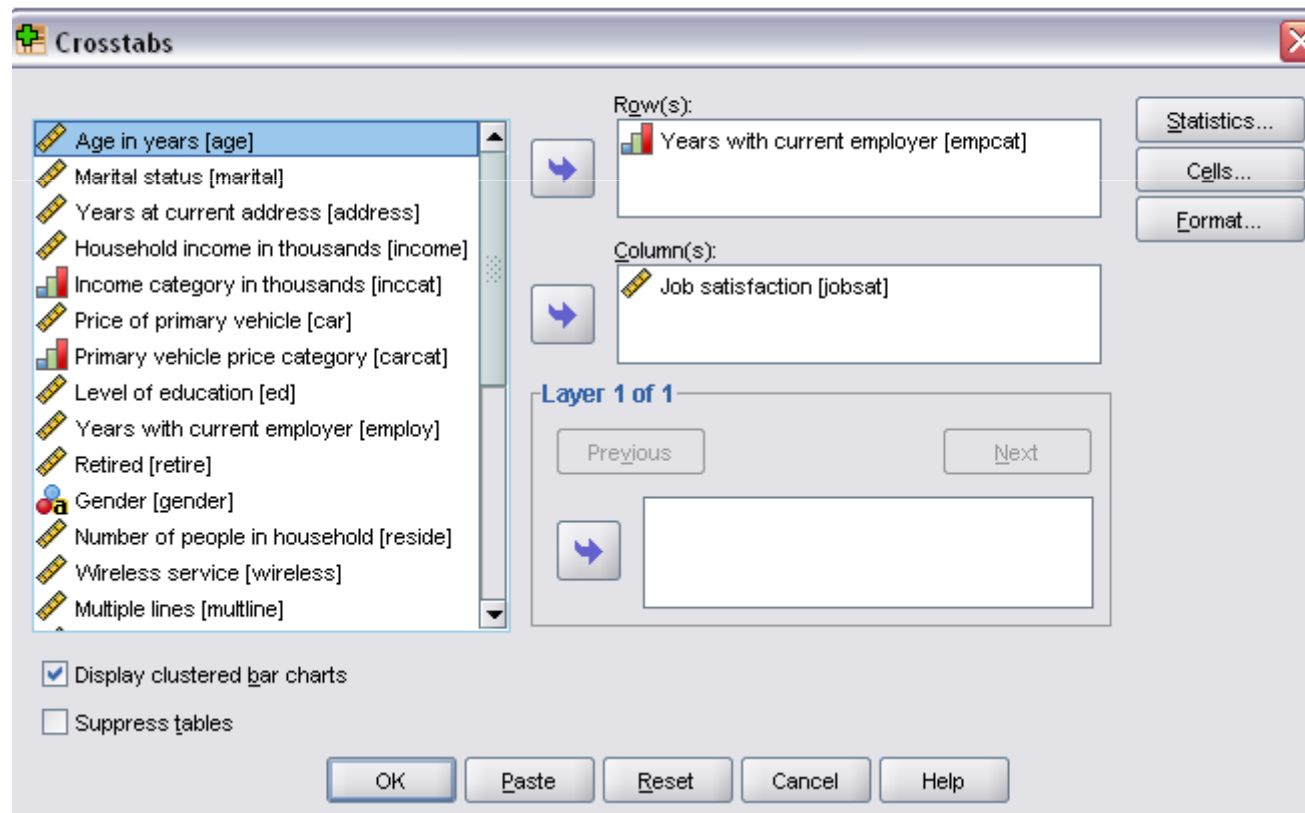 Crosstabs
Age in years [age]
Marital status [marital]
Years at current address [address]
Household income in thousands [income]
Income category in thousands [inccat]
Price of primary vehicle [car]
Primary vehicle price category [carcat]
Level of education [ed]
Years with current employer [employ]
Retired [retire]
Gender [gender]
Number of people in household [reside]
Wireless service [wireless]
Multiple lines [multline]
Row(s):
Years with current employer [empcat]
Column(s):
Job satisfaction [jobsat]
Layer 1 of 1
Previous
Next
Statistics...
Cells...
Format...
Display clustered bar charts
Suppress tables
OK
Paste
Reset
Cancel
Help